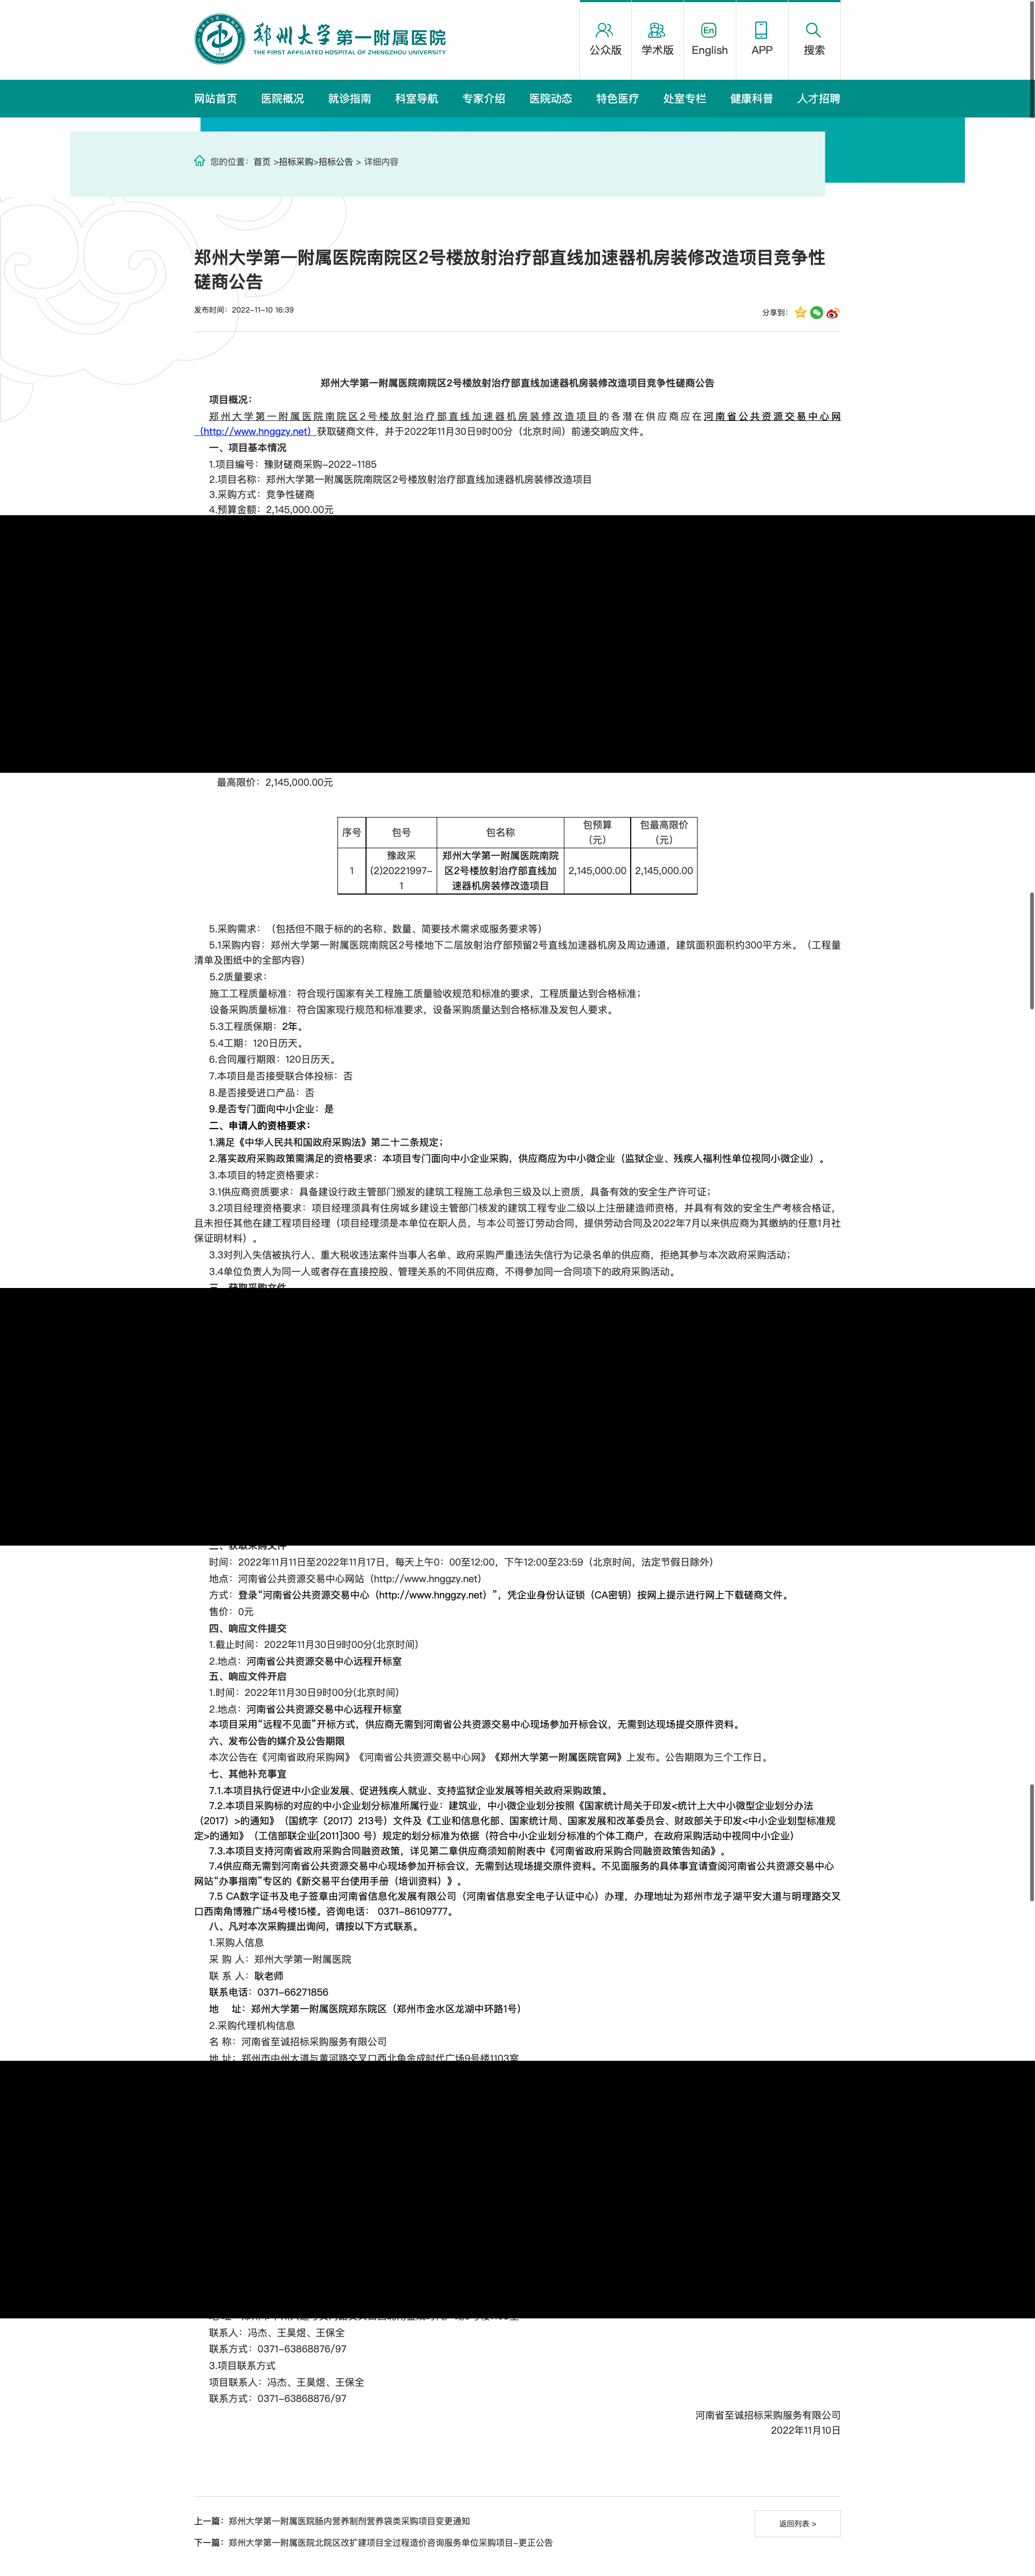 郑州大学第一附属医院
THE FIRST AFFILIATED HOSPITAL OF ZHENGZHOU UNIVERSITY
公众版
学术版
English
APP
搜索
网站首页
医院概况
就诊指南
科室导航
专家介绍
医院动态
特色医疗
处室专栏
健康科普
人才招聘
您的位置：首页 >招标采购>招标公告 > 详细内容
郑州大学第一附属医院南院区2号楼放射治疗部直线加速器机房装修改造项目竞争性
磋商公告
发布时间：2022-11-10 16:39
分享到：
郑州大学第一附属医院南院区2号楼放射治疗部直线加速器机房装修改造项目竞争性磋商公告
项目概况：
郑州大学第一附属医院南院区2号楼放射治疗部直线加速器机房装修改造项目的各潜在供应商应在河南省公共资源交易中心网
（http://www.hnggzy.net）获取磋商文件，并于2022年11月30日9时00分（北京时间）前递交响应文件。
一、项目基本情况
1.项目编号：豫财磋商采购-2022-1185
2.项目名称：郑州大学第一附属医院南院区2号楼放射治疗部直线加速器机房装修改造项目
3.采购方式：竞争性磋商
4.预算金额：2,145,000.00元
最高限价：2,145,000.00元
序号
包号
包名称
包预算
（元）
包最高限价
（元）
1
豫政采
(2)20221997-
1
郑州大学第一附属医院南院
区2号楼放射治疗部直线加
速器机房装修改造项目
2,145,000.00
2,145,000.00
5.采购需求：（包括但不限于标的的名称、数量、简要技术需求或服务要求等）
5.1采购内容：郑州大学第一附属医院南院区2号楼地下二层放射治疗部预留2号直线加速器机房及周边通道，建筑面积面积约300平方米。（工程量
清单及图纸中的全部内容）
5.2质量要求：
施工工程质量标准：符合现行国家有关工程施工质量验收规范和标准的要求，工程质量达到合格标准；
设备采购质量标准：符合国家现行规范和标准要求，设备采购质量达到合格标准及发包人要求。
5.3工程质保期：2年。
5.4工期：120日历天。
6.合同履行期限：120日历天。
7.本项目是否接受联合体投标：否
8.是否接受进口产品：否
9.是否专门面向中小企业：是
二、申请人的资格要求：
1.满足《中华人民共和国政府采购法》第二十二条规定；
2.落实政府采购政策需满足的资格要求：本项目专门面向中小企业采购，供应商应为中小微企业（监狱企业、残疾人福利性单位视同小微企业）。
3.本项目的特定资格要求：
3.1供应商资质要求：具备建设行政主管部门颁发的建筑工程施工总承包三级及以上资质，具备有效的安全生产许可证；
3.2项目经理资格要求：项目经理须具有住房城乡建设主管部门核发的建筑工程专业二级以上注册建造师资格，并具有有效的安全生产考核合格证，
且未担任其他在建工程项目经理（项目经理须是本单位在职人员，与本公司签订劳动合同，提供劳动合同及2022年7月以来供应商为其缴纳的任意1月社
保证明材料）。
3.3对列入失信被执行人、重大税收违法案件当事人名单、政府采购严重违法失信行为记录名单的供应商，拒绝其参与本次政府采购活动；
3.4单位负责人为同一人或者存在直接控股、管理关系的不同供应商，不得参加同一合同项下的政府采购活动。
三、获取采购文件
时间：2022年11月11日至2022年11月17日，每天上午0：00至12:00，下午12:00至23:59（北京时间，法定节假日除外）
地点：河南省公共资源交易中心网站（http://www.hnggzy.net）
方式：登录“河南省公共资源交易中心（http://www.hnggzy.net）”，凭企业身份认证锁（CA密钥）按网上提示进行网上下载磋商文件。
售价：0元
四、响应文件提交
1.截止时间：2022年11月30日9时00分(北京时间)
2.地点：河南省公共资源交易中心远程开标室
五、响应文件开启
1.时间：2022年11月30日9时00分(北京时间)
2.地点：河南省公共资源交易中心远程开标室
本项目采用“远程不见面”开标方式，供应商无需到河南省公共资源交易中心现场参加开标会议，无需到达现场提交原件资料。
六、发布公告的媒介及公告期限
本次公告在《河南省政府采购网》《河南省公共资源交易中心网》《郑州大学第一附属医院官网》上发布。公告期限为三个工作日。
七、其他补充事宜
7.1.本项目执行促进中小企业发展、促进残疾人就业、支持监狱企业发展等相关政府采购政策。
7.2.本项目采购标的对应的中小企业划分标准所属行业：建筑业，中小微企业划分按照《国家统计局关于印发<统计上大中小微型企业划分办法
（2017）>的通知》（国统字〔2017〕213号）文件及《工业和信息化部、国家统计局、国家发展和改革委员会、财政部关于印发<中小企业划型标准规
定>的通知》（工信部联企业[2011]300 号）规定的划分标准为依据（符合中小企业划分标准的个体工商户，在政府采购活动中视同中小企业）
7.3.本项目支持河南省政府采购合同融资政策，详见第二章供应商须知前附表中《河南省政府采购合同融资政策告知函》。
7.4供应商无需到河南省公共资源交易中心现场参加开标会议，无需到达现场提交原件资料。不见面服务的具体事宜请查阅河南省公共资源交易中心
网站“办事指南”专区的《新交易平台使用手册（培训资料）》。
7.5 CA数字证书及电子签章由河南省信息化发展有限公司（河南省信息安全电子认证中心）办理，办理地址为郑州市龙子湖平安大道与明理路交叉
口西南角博雅广场4号楼15楼。咨询电话： 0371-86109777。
八、凡对本次采购提出询问，请按以下方式联系。
1.采购人信息
采 购 人：郑州大学第一附属医院
联 系 人：耿老师
联系电话：0371-66271856
地 址：郑州大学第一附属医院郑东院区（郑州市金水区龙湖中环路1号）
2.采购代理机构信息
名 称：河南省至诚招标采购服务有限公司
地 址：郑州市中州大道与黄河路交叉口西北角金成时代广场9号楼1103室
联系人：冯杰、王昊煜、王保全
联系方式：0371-63868876/97
3.项目联系方式
项目联系人：冯杰、王昊煜、王保全
联系方式：0371-63868876/97
河南省至诚招标采购服务有限公司
2022年11月10日
上一篇：郑州大学第一附属医院肠内营养制剂营养袋类采购项目变更通知
返回列表 >
下一篇：郑州大学第一附属医院北院区改扩建项目全过程造价咨询服务单位采购项目-更正公告